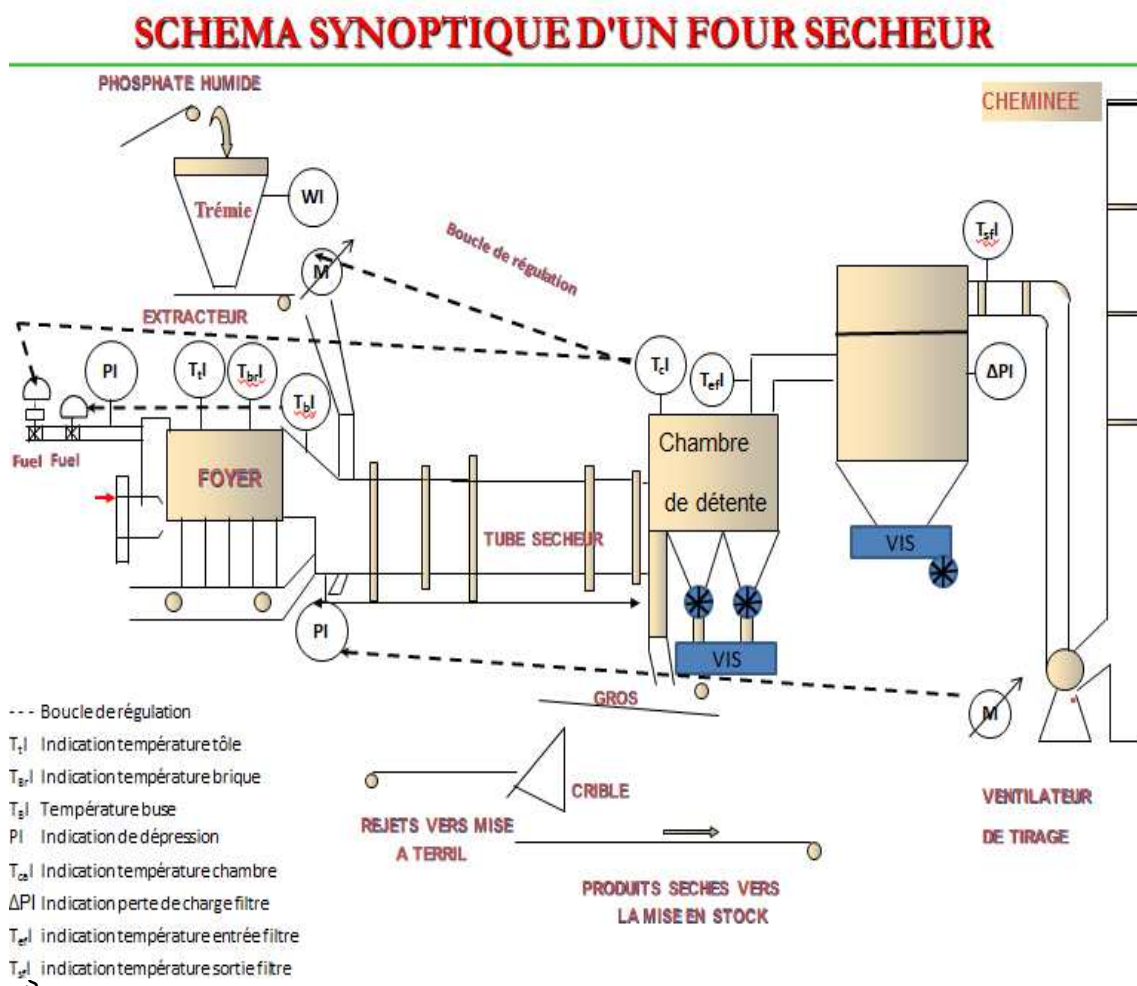 SCHEMA SYNOPTIQUE D'UN FOUR SECHEUR
PHOSPHATE HUMIDE
CHEMINEE
Trémie
WI
TsfI
M
Boucle de régulation
EXTRACTEUR
PI
TtI
TbrI
TbI
TcI
TefI
ΔPI
Fuel Fuel
FOYER
Chambre
de détente
TUBE SECHEUR
VIS
PI
VIS
GROS
M
CRIBLE
REJETS VERS MISE
A TERRIL
VENTILATEUR
DE TIRAGE
PRODUITS SECHES VERS
LA MISE EN STOCK
--- Boucle de régulation
TtI Indication température tôle
TBrI Indication température brique
TBI Température buse
PI Indication de dépression
TcaI Indication température chambre
ΔPI Indication perte de charge filtre
TefI indication température entrée filtre
TsfI indication température sortie filtre